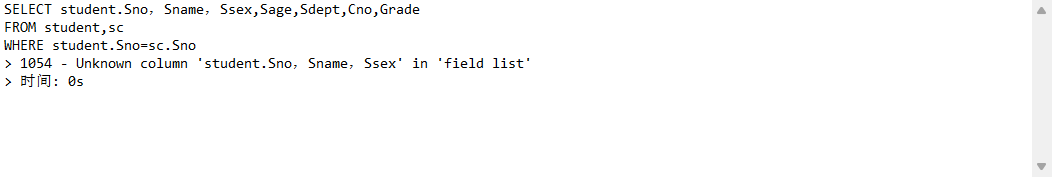 SELECT student.Sno，Sname，Ssex,Sage,Sdept,Cno,Grade
FROM student,sc
WHERE student.Sno=sc.Sno
> 1054 - Unknown column 'student.Sno，Sname，Ssex' in 'field list'
> 时间: 0s